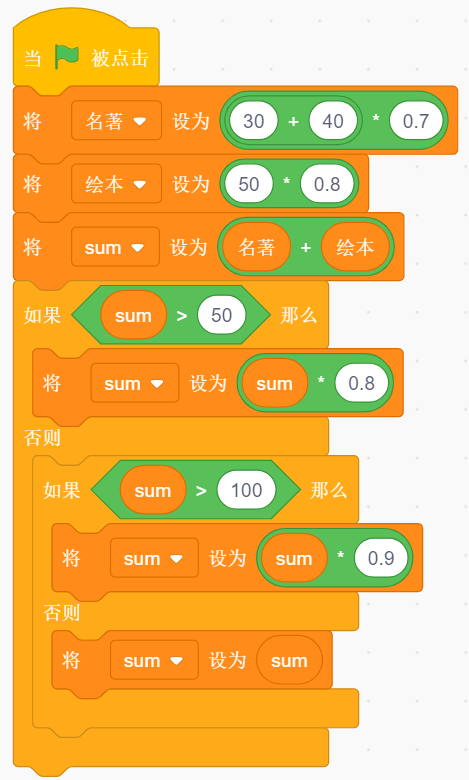 当 被点击
将 名著 设为 30 + 40 * 0.7
将 绘本 设为 50 * 0.8
将 sum 设为 名著 + 绘本
如果 sum > 50 那么
将 sum 设为 sum * 0.8
否则
如果 sum > 100 那么
将 sum 设为 sum * 0.9
否则
将 sum 设为 sum